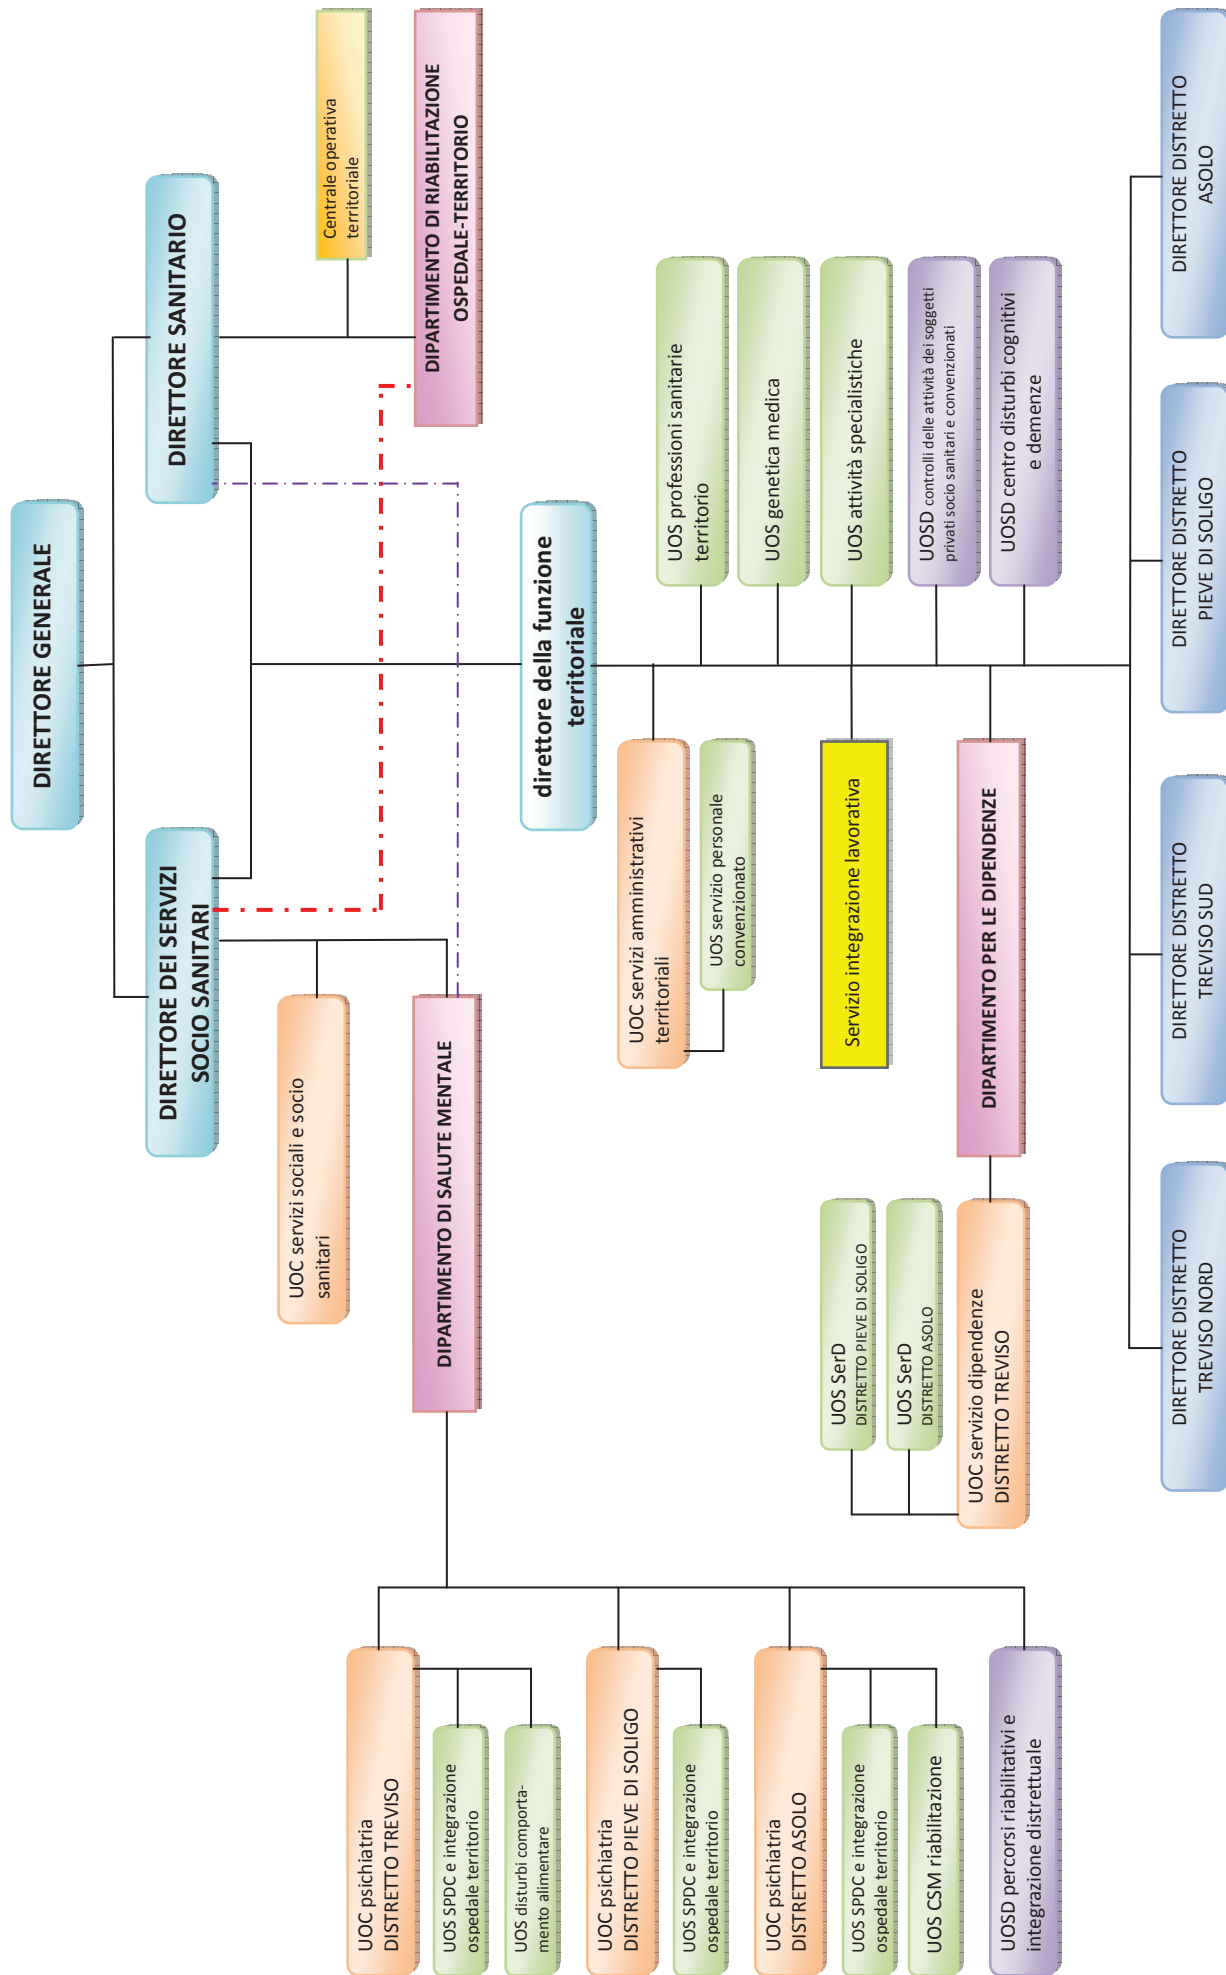 DIRETTORE GENERALE
DIRETTORE DEI SERVIZI
SOCIO SANITARI
DIRETTORE SANITARIO
UOC servizi sociali e socio
sanitari
Centrale operativa
territoriale
DIPARTIMENTO DI SALUTE MENTALE
DIPARTIMENTO DI RIABILITAZIONE
OSPEDALE-TERRITORIO
UOC psichiatria
DISTRETTO TREVISO
UOS SPDC e integrazione
ospedale territorio
UOS disturbi comporta-
mento alimentare
UOC psichiatria
DISTRETTO PIEVE DI SOLIGO
UOS SPDC e integrazione
ospedale territorio
UOC psichiatria
DISTRETTO ASOLO
UOS SPDC e integrazione
ospedale territorio
UOS CSM riabilitazione
UOSD percorsi riabilitativi e
integrazione distrettuale
direttore della funzione
territoriale
UOC servizi amministrativi
territoriali
UOS servizio personale
convenzionato
Servizio integrazione lavorativa
DIPARTIMENTO PER LE DIPENDENZE
UOS SerD
DISTRETTO PIEVE DI SOLIGO
UOS SerD
DISTRETTO ASOLO
UOC servizio dipendenze
DISTRETTO TREVISO
UOS professioni sanitarie
territorio
UOS genetica medica
UOS attività specialistiche
UOSD controlli delle attività dei soggetti
privati socio sanitari e convenzionati
UOSD centro disturbi cognitivi
e demenze
DIRETTORE DISTRETTO
TREVISO NORD
DIRETTORE DISTRETTO
TREVISO SUD
DIRETTORE DISTRETTO
PIEVE DI SOLIGO
DIRETTORE DISTRETTO
ASOLO